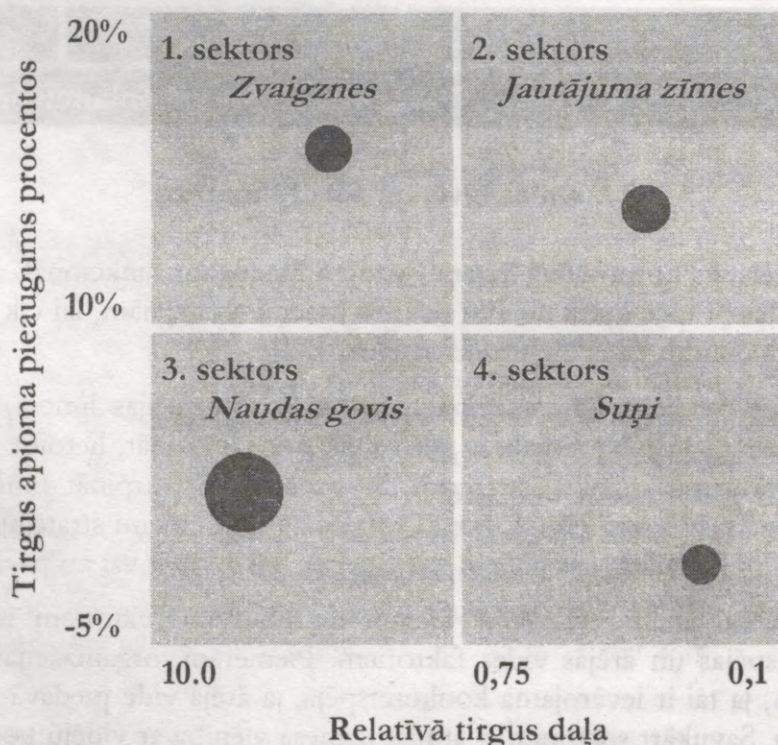 20%
1. sektors
Zvaigznes
2. sektors
Jautājuma zīmes
Tirgus apjoma pieaugums procentos
10%
3. sektors
Naudas govis
4. sektors
Suņi
-5%
10,0
0,75
0,1
Relatīvā tirgus daļa